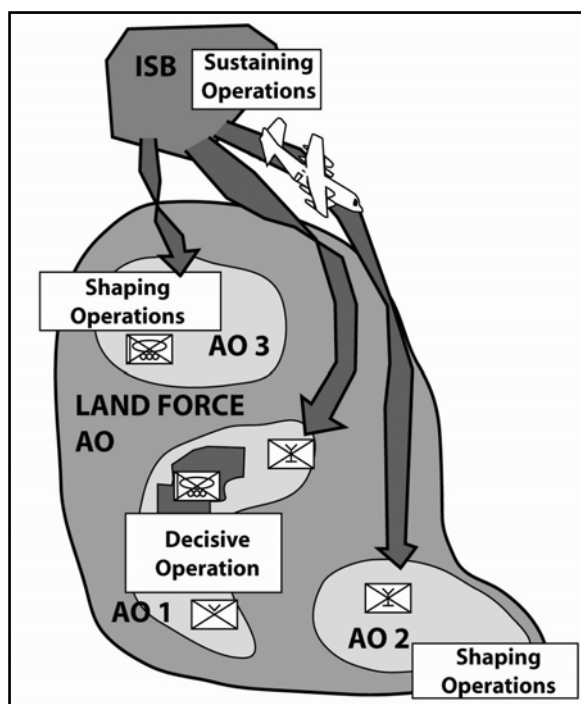 ISB
Sustaining
Operations
Shaping
Operations
AO 3
LAND FORCE
AO
Decisive
Operation
AO 1
AO 2
Shaping
Operations